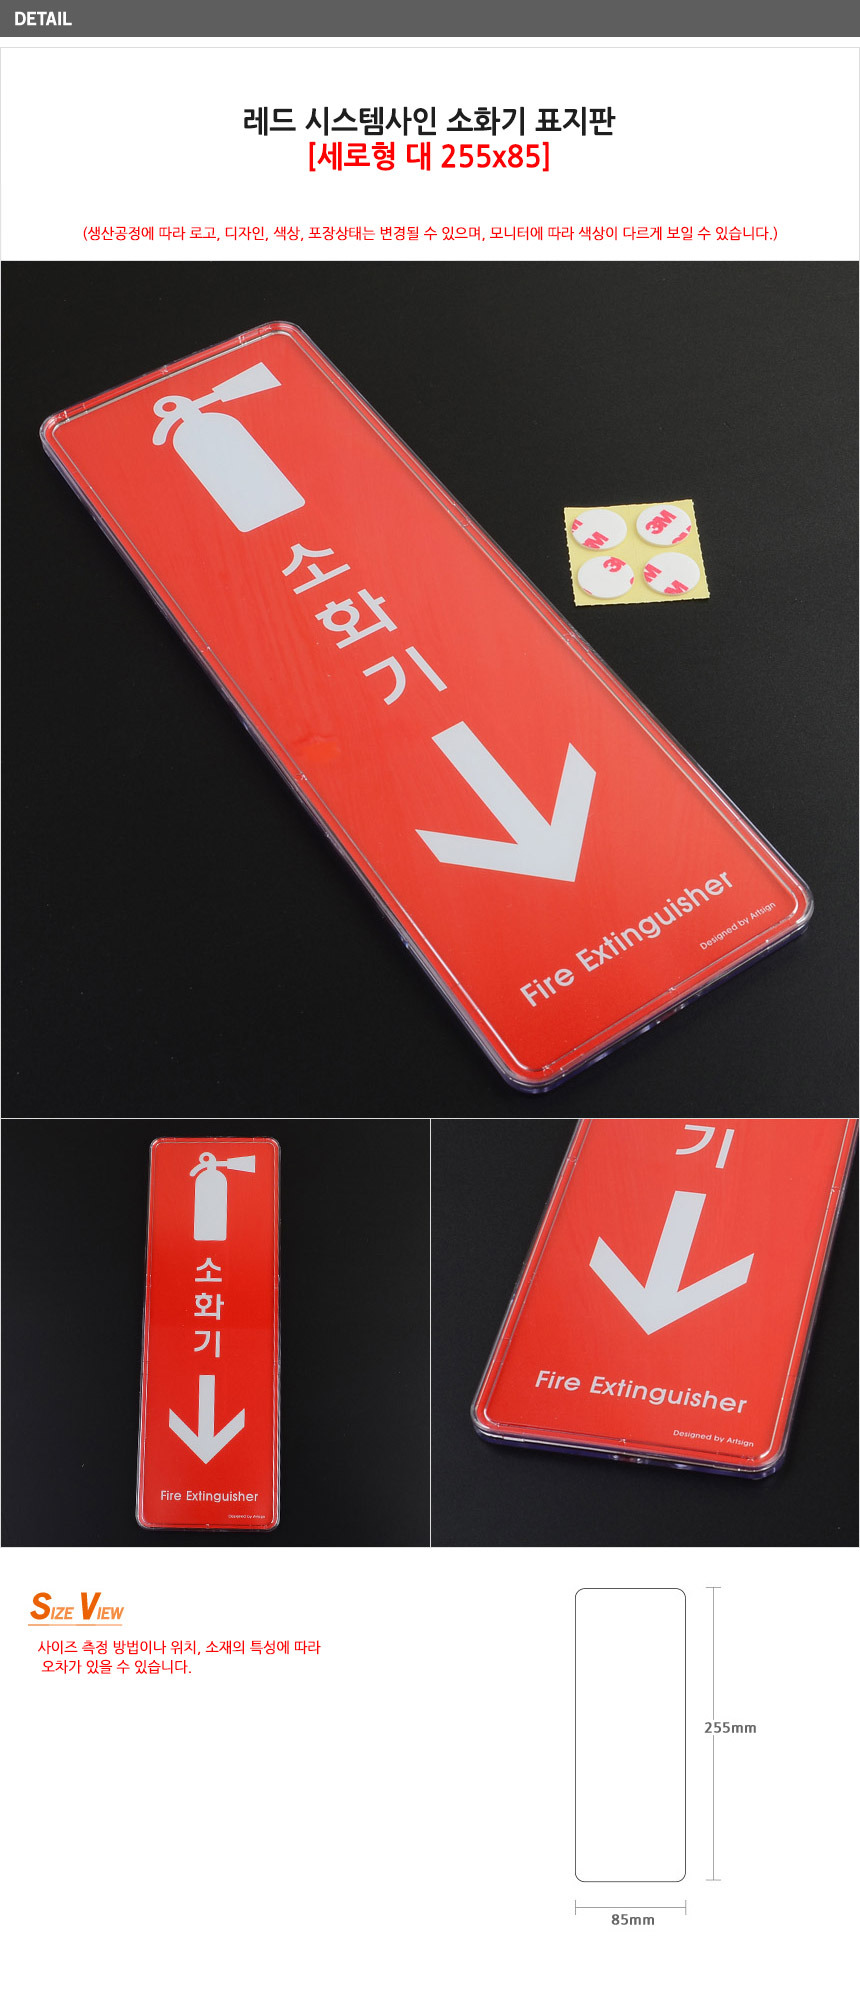 DETAIL
레드 시스템사인 소화기 표지판
[세로형 대 255x85]
(생산공정에 따라 로고, 디자인, 색상, 포장상태는 변경될 수 있으며, 모니터에 따라 색상이 다르게 보일 수 있습니다.)
소
화
기
Fire Extinguisher
Designed by Artsign
3M
M
3M
3
M
M
소
화
기
Fire Extinguisher
Designed by Artsign
기
Fire Extinguisher
Designed by Artsign
SIZE VIEW
사이즈 측정 방법이나 위치, 소재의 특성에 따라
오차가 있을 수 있습니다.
255mm
85mm